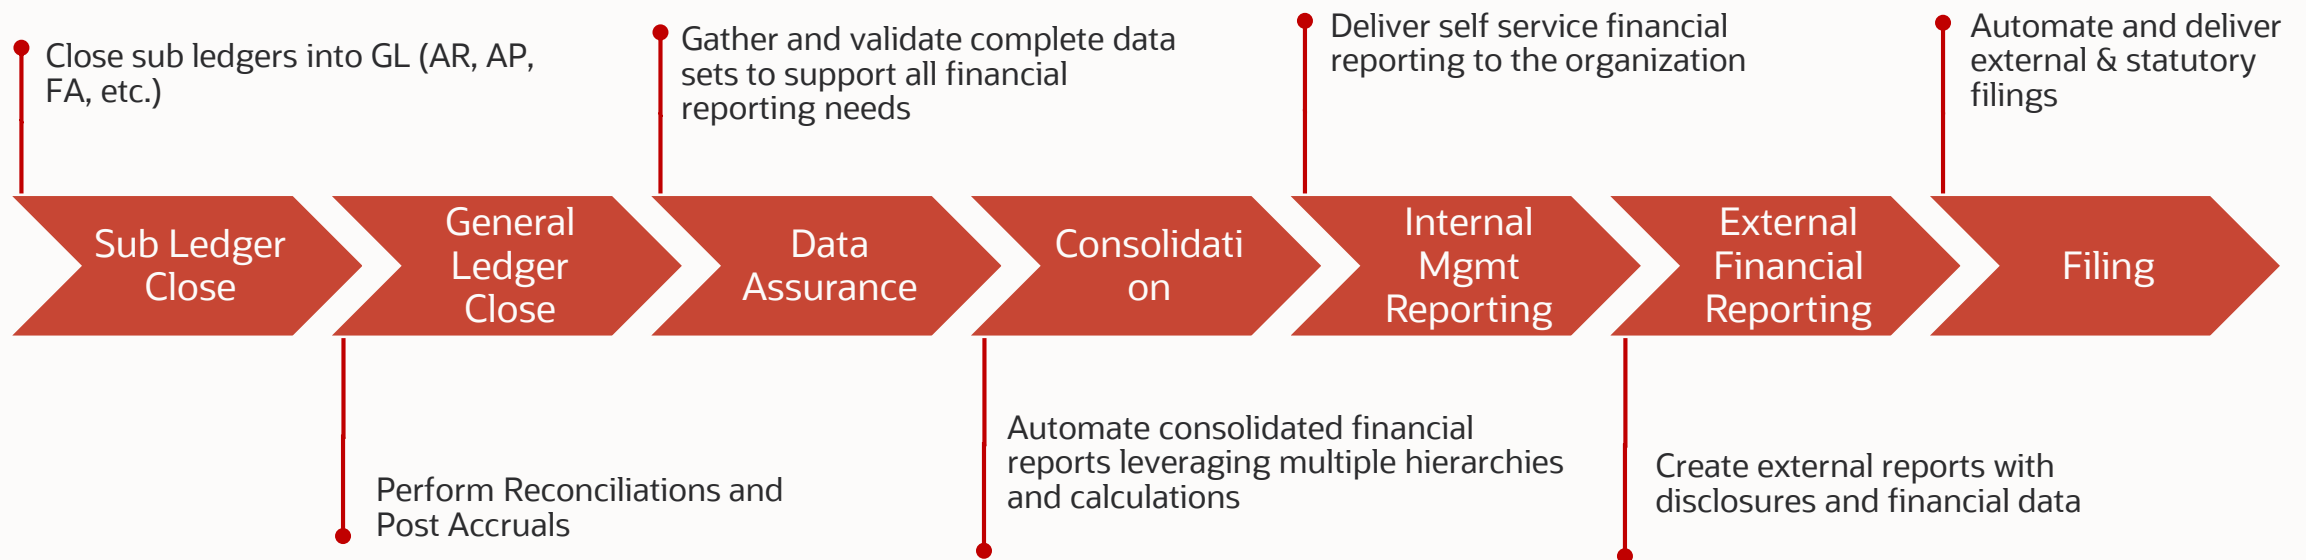 Close sub ledgers into GL (AR, AP,
FA, etc.)
Gather and validate complete data
sets to support all financial
reporting needs
Deliver self service financial
reporting to the organization
Automate and deliver
external & statutory
filings
Sub Ledger
Close
General
Ledger
Close
Data
Assurance
Consolidati
on
Internal
Mgmt
Reporting
External
Financial
Reporting
Filing
Perform Reconciliations and
Post Accruals
Automate consolidated financial
reports leveraging multiple hierarchies
and calculations
Create external reports with
disclosures and financial data